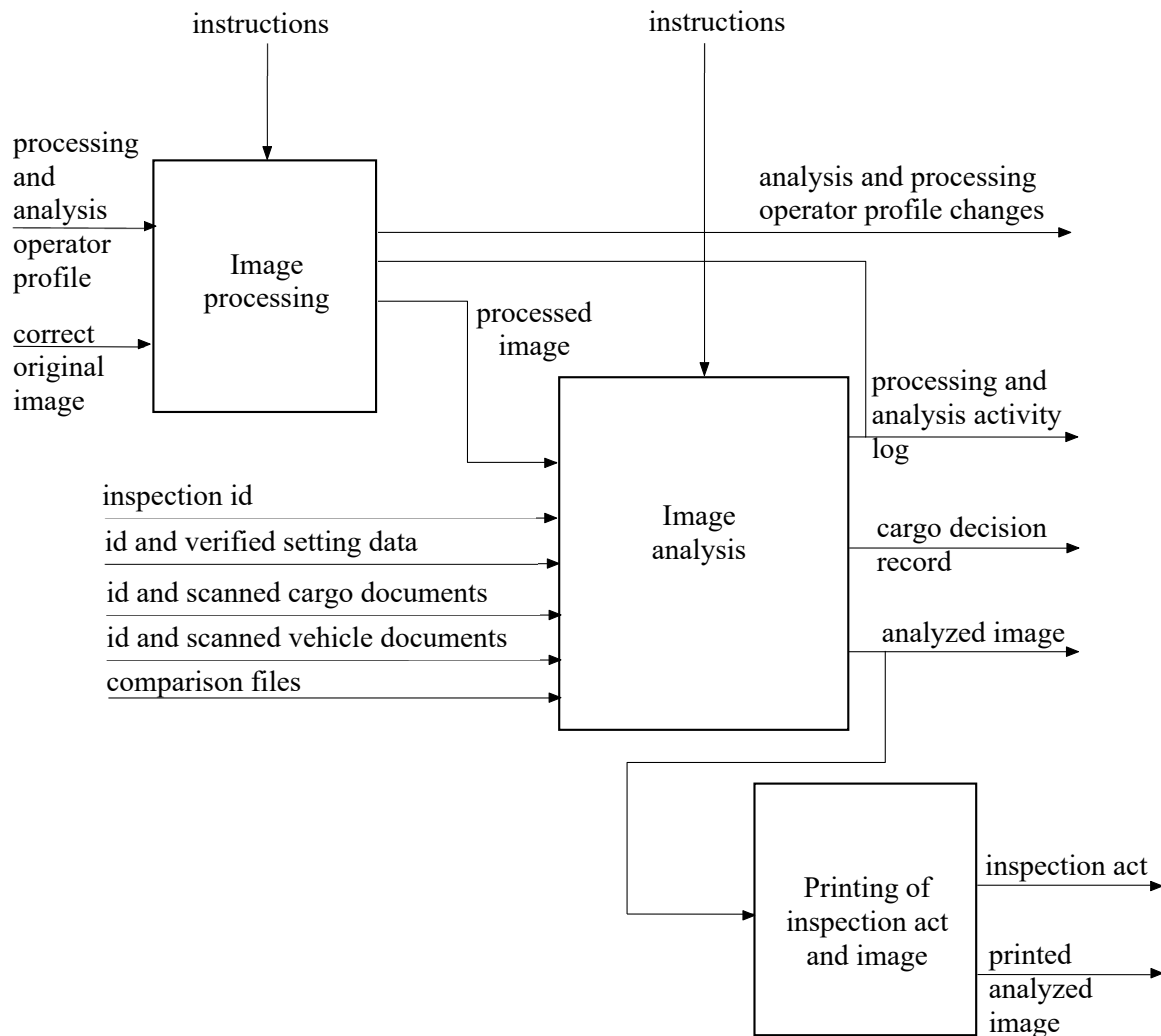 instructions
instructions
processing
and
analysis
operator
profile
analysis and processing
operator profile changes
Image
processing
correct
original
image
processed
image
processing and
analysis activity
log
inspection id
id and verified setting data
id and scanned cargo documents
id and scanned vehicle documents
comparison files
Image
analysis
cargo decision
record
analyzed image
Printing of
inspection act
and image
inspection act
printed
analyzed
image